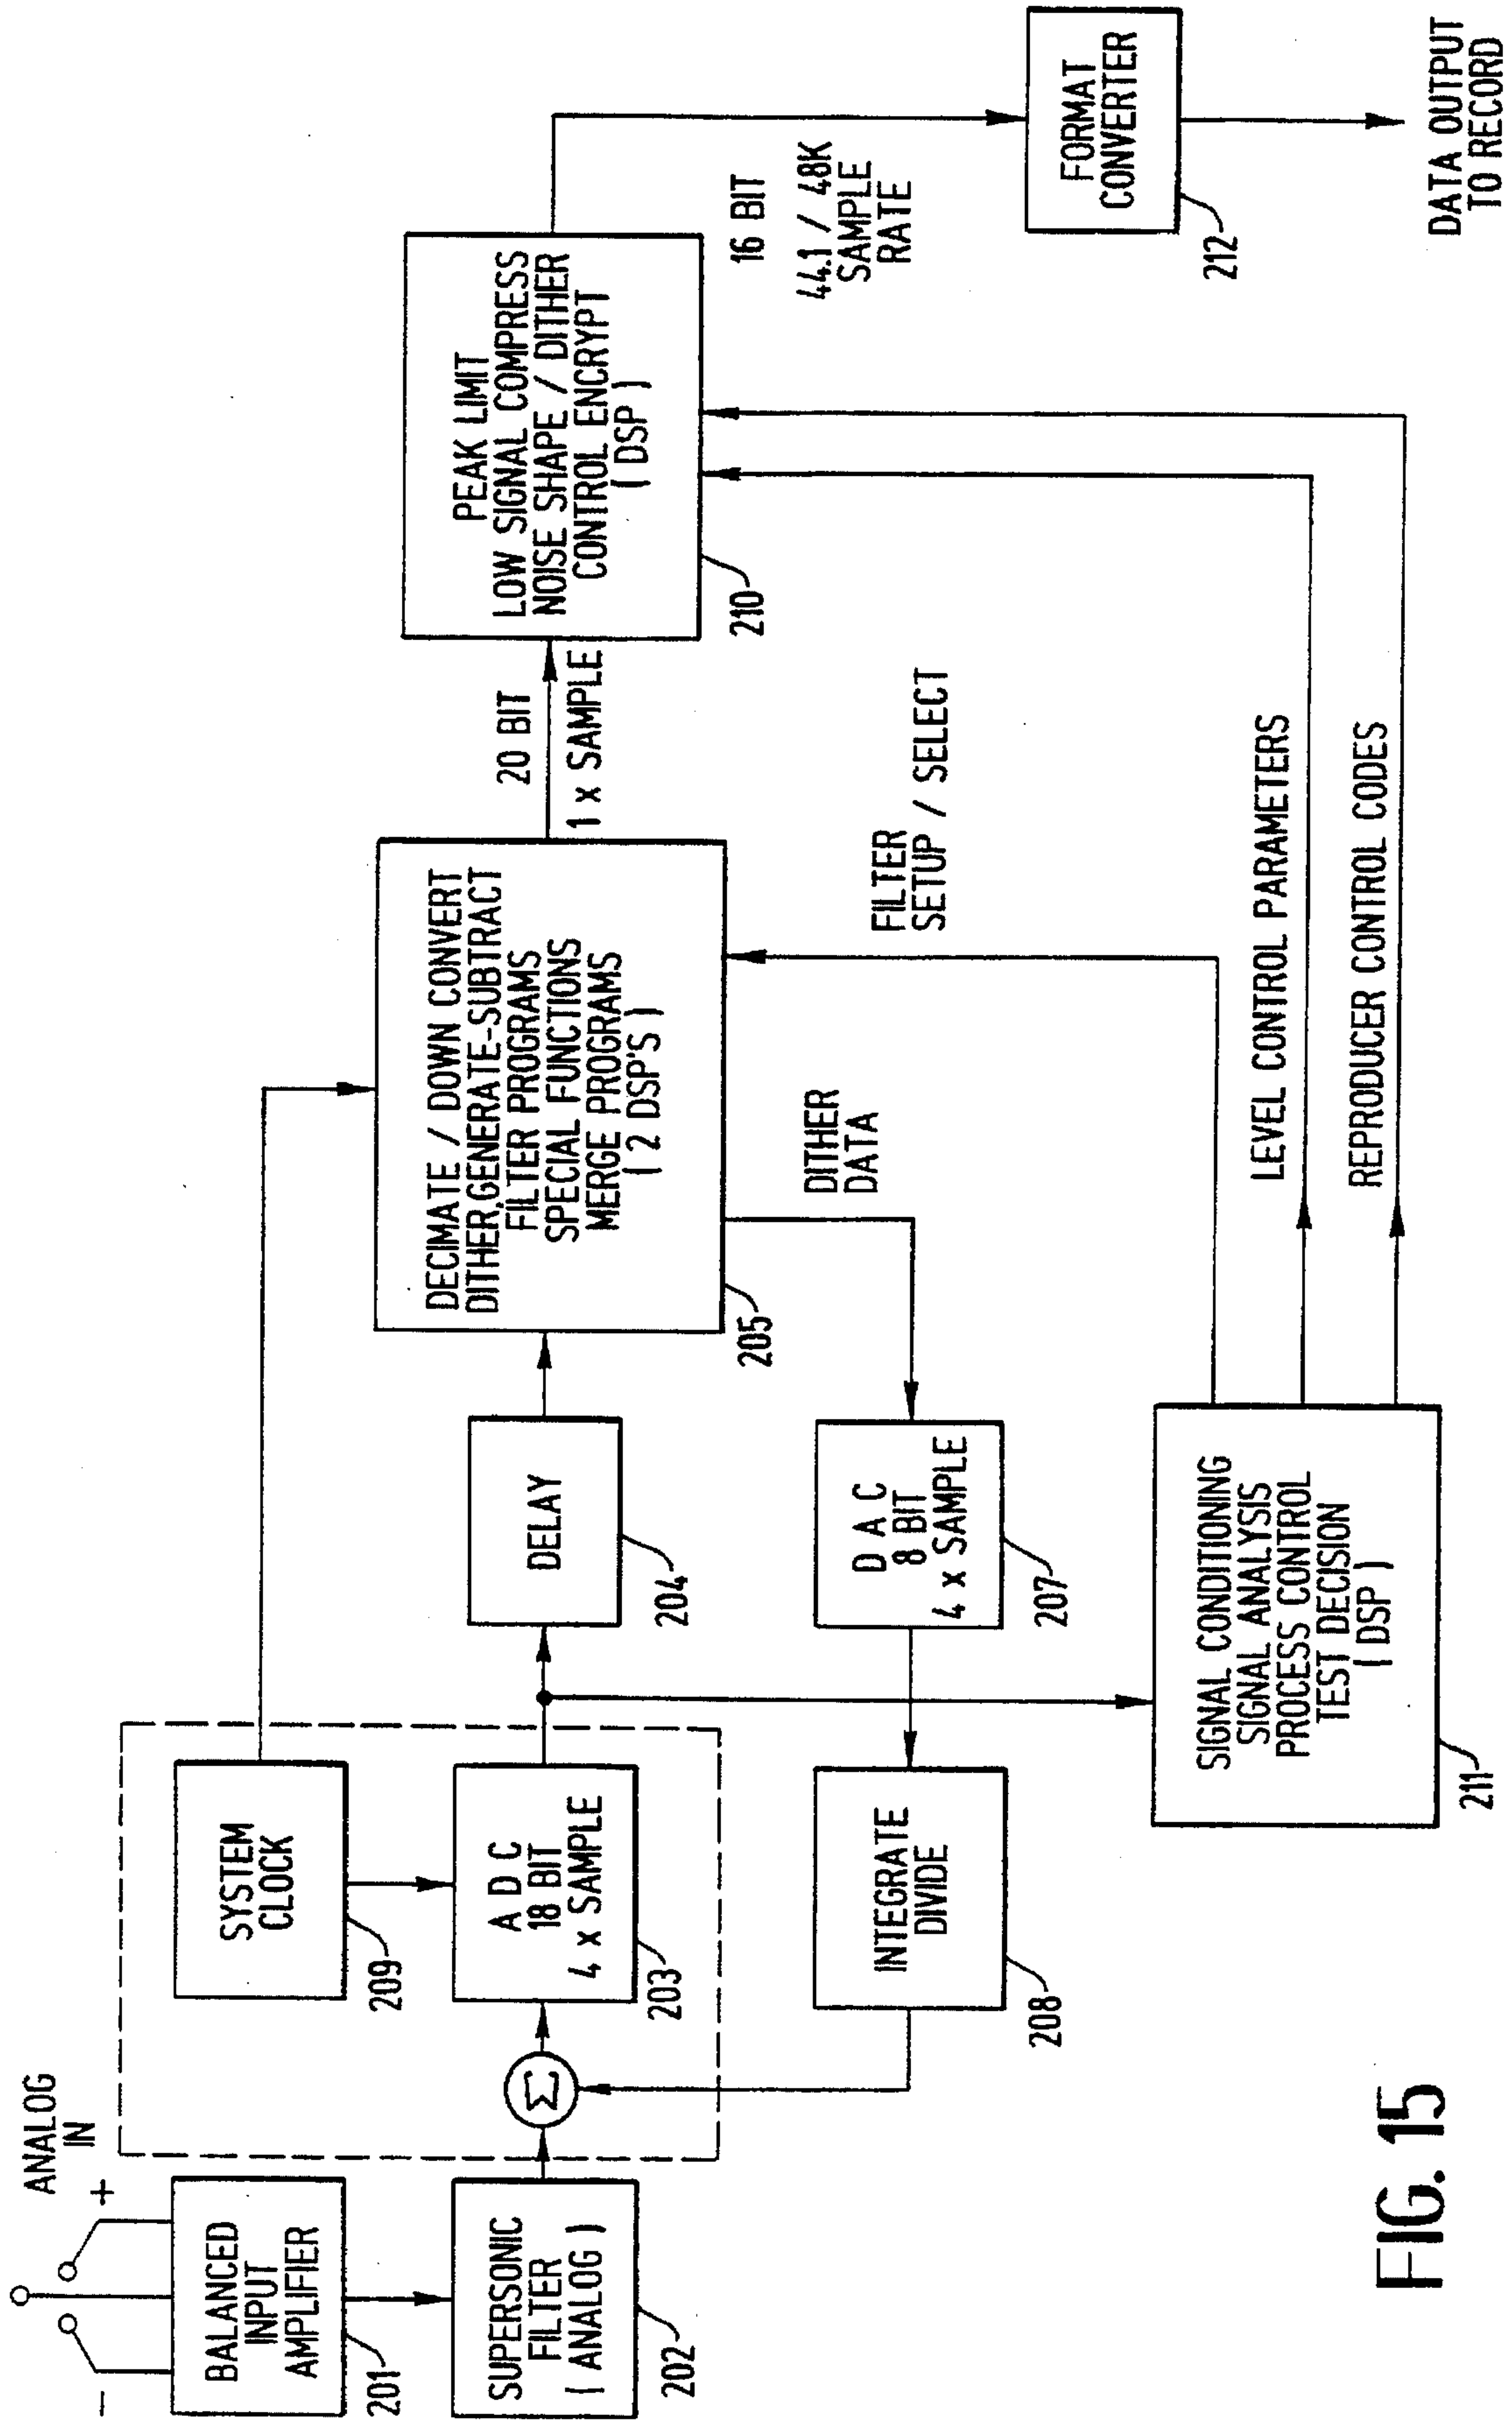 ANALOG
IN
−
+
BALANCED
INPUT
AMPLIFIER
201
SUPERSONIC
FILTER
( ANALOG )
202
SYSTEM
CLOCK
209
Σ
A D C
18 BIT
4 x SAMPLE
203
DELAY
204
DECIMATE / DOWN CONVERT
DITHER,GENERATE-SUBTRACT
FILTER PROGRAMS
SPECIAL FUNCTIONS
MERGE PROGRAMS
( 2 DSP'S )
205
20 BIT
1 x SAMPLE
PEAK LIMIT
LOW SIGNAL COMPRESS
NOISE SHAPE / DITHER
CONTROL ENCRYPT
( DSP )
210
16 BIT
44.1 / 48K
SAMPLE
RATE
FORMAT
CONVERTER
212
DATA OUTPUT
TO RECORD
DITHER
DATA
D A C
8 BIT
4 x SAMPLE
207
INTEGRATE
DIVIDE
208
FILTER
SETUP / SELECT
SIGNAL CONDITIONING
SIGNAL ANALYSIS
PROCESS CONTROL
TEST DECISION
( DSP )
211
LEVEL CONTROL PARAMETERS
REPRODUCER CONTROL CODES
FIG. 15